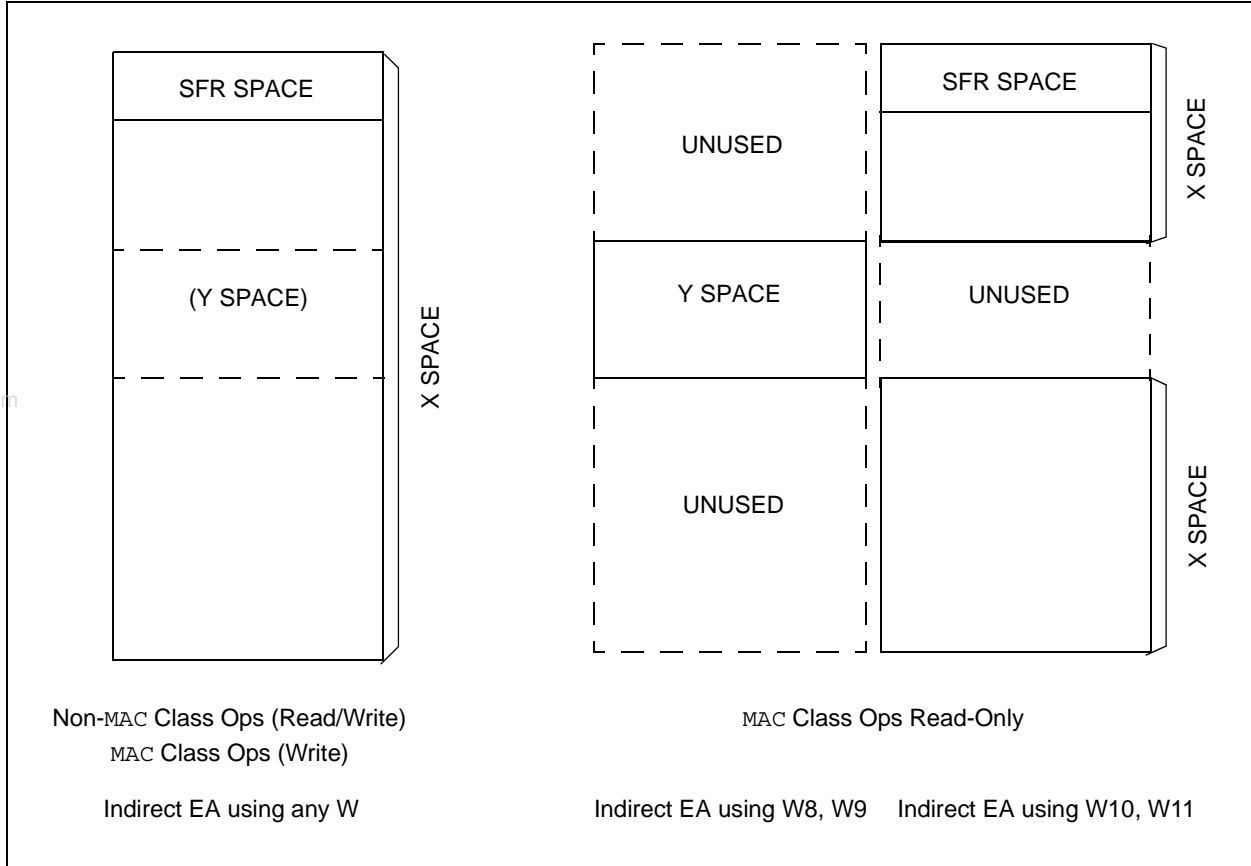 SFR SPACE
(Y SPACE)
X SPACE
UNUSED
Y SPACE
UNUSED
SFR SPACE
UNUSED
X SPACE
X SPACE
Non-MAC Class Ops (Read/Write)
MAC Class Ops (Write)
MAC Class Ops Read-Only
Indirect EA using any W
Indirect EA using W8, W9
Indirect EA using W10, W11
m